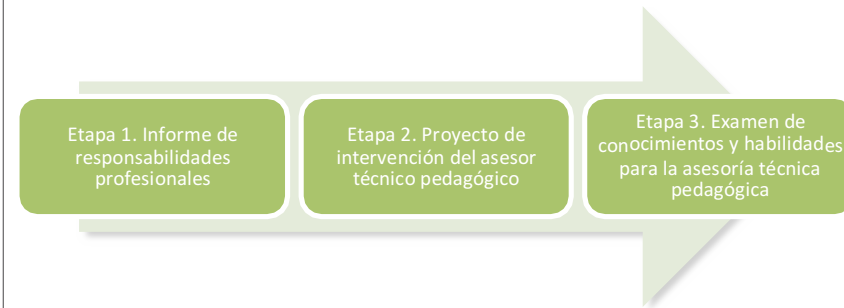 Etapa 1. Informe de
responsabilidades
profesionales
Etapa 2. Proyecto de
intervención del asesor
técnico pedagógico
Etapa 3. Examen de
conocimientos y habilidades
para la asesoría técnica
pedagógica